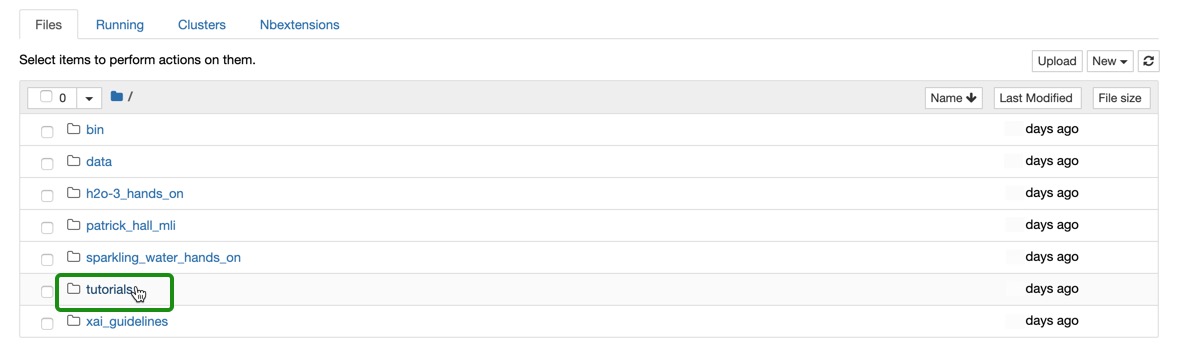 Files Running Clusters Nbextensions
Select items to perform actions on them. Upload New
0 / Name Last Modified File size
bin days ago
data days ago
h2o-3_hands_on days ago
patrick_hall_mli days ago
sparkling_water_hands_on days ago
tutorials days ago
xai_guidelines days ago